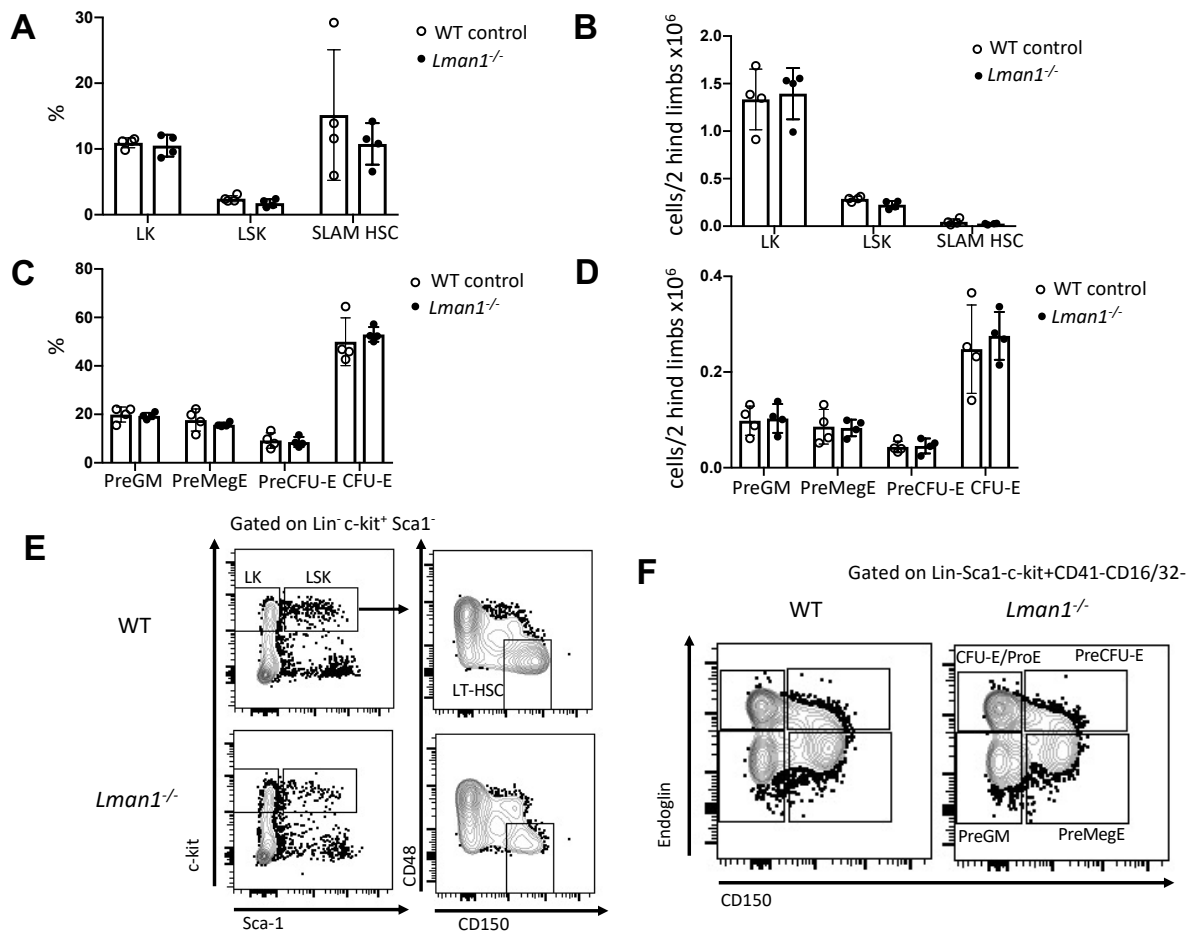 A
%
30
20
10
0
LK
LSK
SLAM HSC
WT control
Lman1-/-
B
cells/2 hind limbs x10⁶
2.0
1.5
1.0
0.5
0.0
LK
LSK
SLAM HSC
WT control
Lman1-/-
C
%
80
60
40
20
0
PreGM
PreMegE
PreCFU-E
CFU-E
WT control
Lman1-/-
D
cells/2 hind limbs x10⁶
0.4
0.2
0.0
PreGM
PreMegE
PreCFU-E
CFU-E
WT control
Lman1-/-
E
Gated on Lin⁻ c-kit⁺ Sca1⁻
WT
LK
LSK
LT-HSC
Lman1-/-
c-kit
Sca-1
CD48
CD150
F
Gated on Lin-Sca1-c-kit+CD41-CD16/32-
WT
Lman1-/-
CFU-E/ProE
PreCFU-E
PreGM
PreMegE
Endoglin
CD150